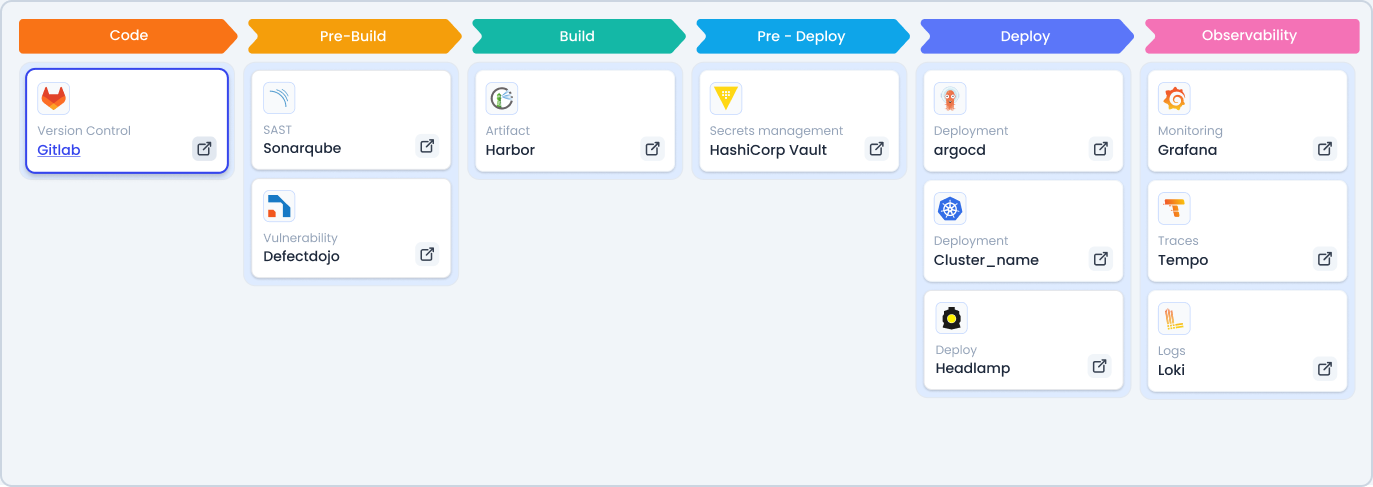 Code
Pre-Build
Build
Pre - Deploy
Deploy
Observability
Version Control
Gitlab
SAST
Sonarqube
Vulnerability
Defectdojo
Artifact
Harbor
Secrets management
HashiCorp Vault
Deployment
argocd
Deployment
Cluster_name
Deploy
Headlamp
Monitoring
Grafana
Traces
Tempo
Logs
Loki